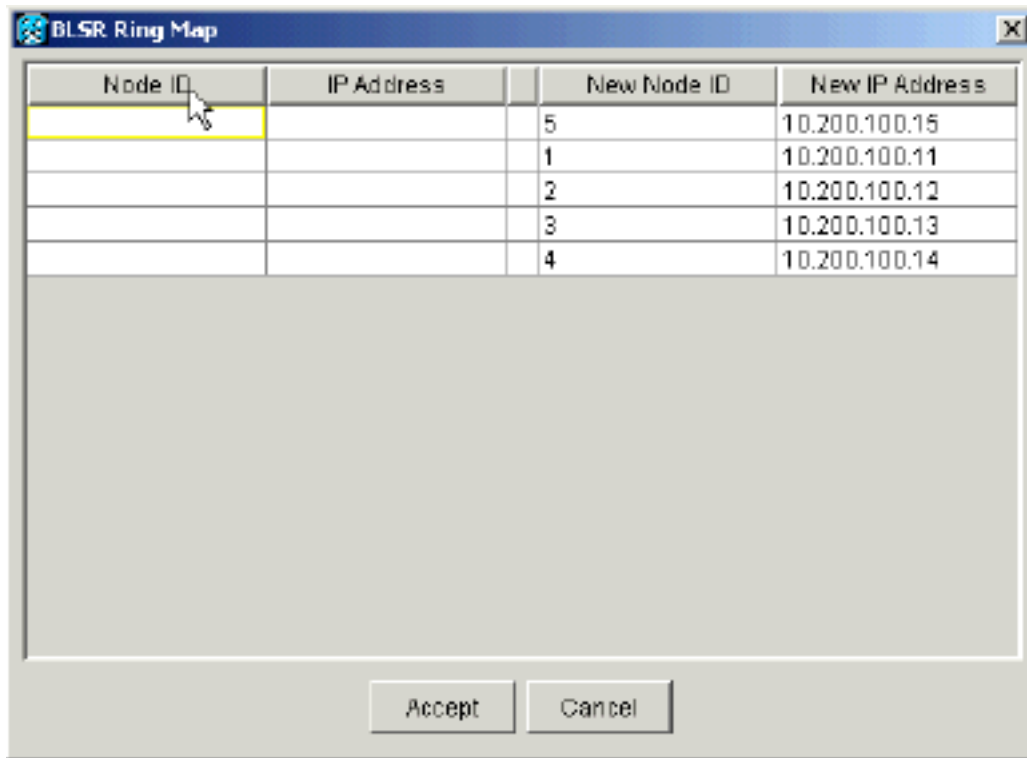 BLSR Ring Map
Node ID IP Address New Node ID New IP Address
5 10.200.100.15
1 10.200.100.11
2 10.200.100.12
3 10.200.100.13
4 10.200.100.14
Accept Cancel